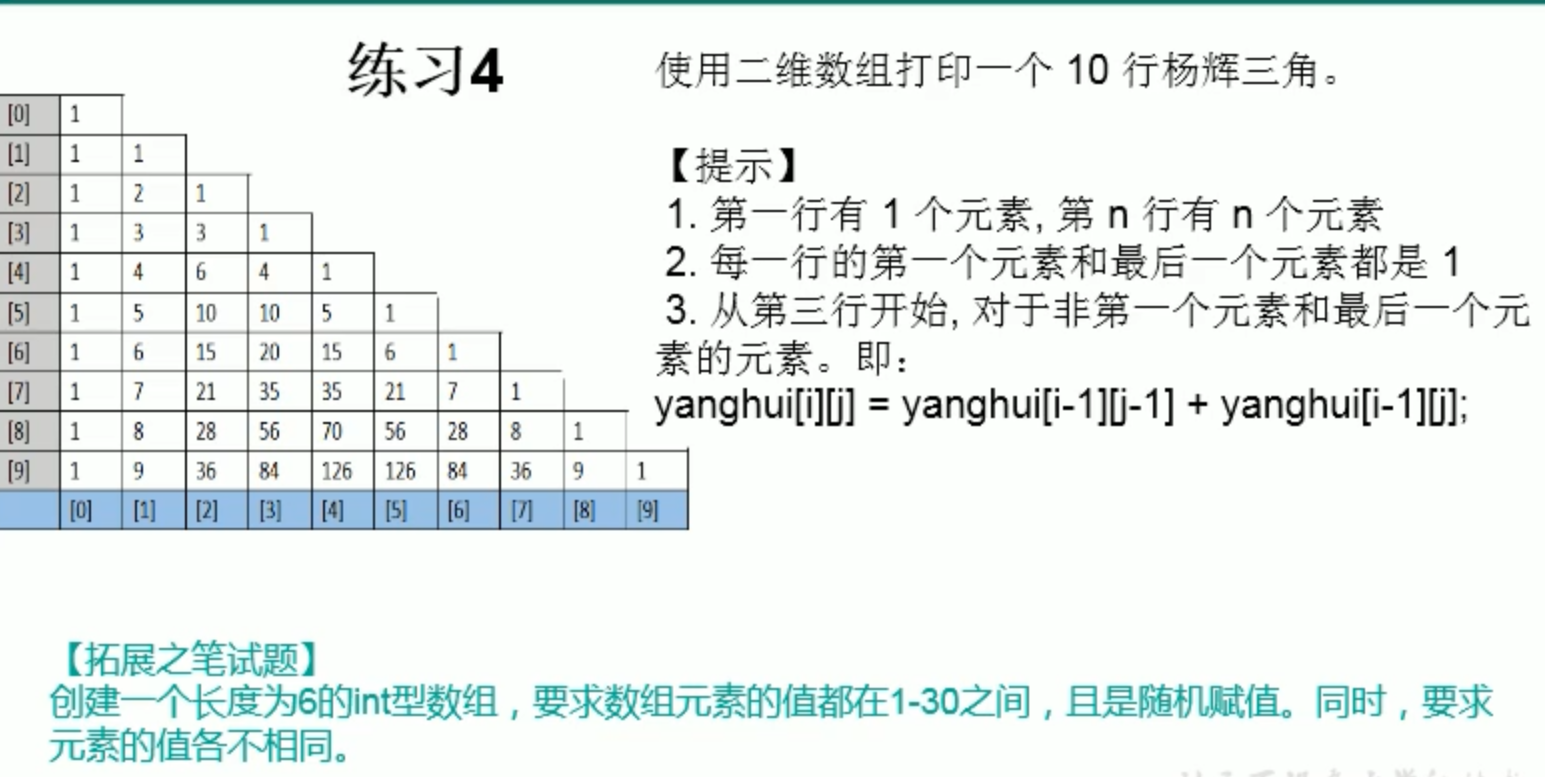 练习4
使用二维数组打印一个 10 行杨辉三角。
[0] 1
[1] 1 1
[2] 1 2 1
[3] 1 3 3 1
[4] 1 4 6 4 1
[5] 1 5 10 10 5 1
[6] 1 6 15 20 15 6 1
[7] 1 7 21 35 35 21 7 1
[8] 1 8 28 56 70 56 28 8 1
[9] 1 9 36 84 126 126 84 36 9 1
[0] [1] [2] [3] [4] [5] [6] [7] [8] [9]
【提示】
1. 第一行有 1 个元素, 第 n 行有 n 个元素
2. 每一行的第一个元素和最后一个元素都是 1
3. 从第三行开始, 对于非第一个元素和最后一个元
素的元素。即：
yanghui[i][j] = yanghui[i-1][j-1] + yanghui[i-1][j];
【拓展之笔试题】
创建一个长度为6的int型数组，要求数组元素的值都在1-30之间，且是随机赋值。同时，要求
元素的值各不相同。